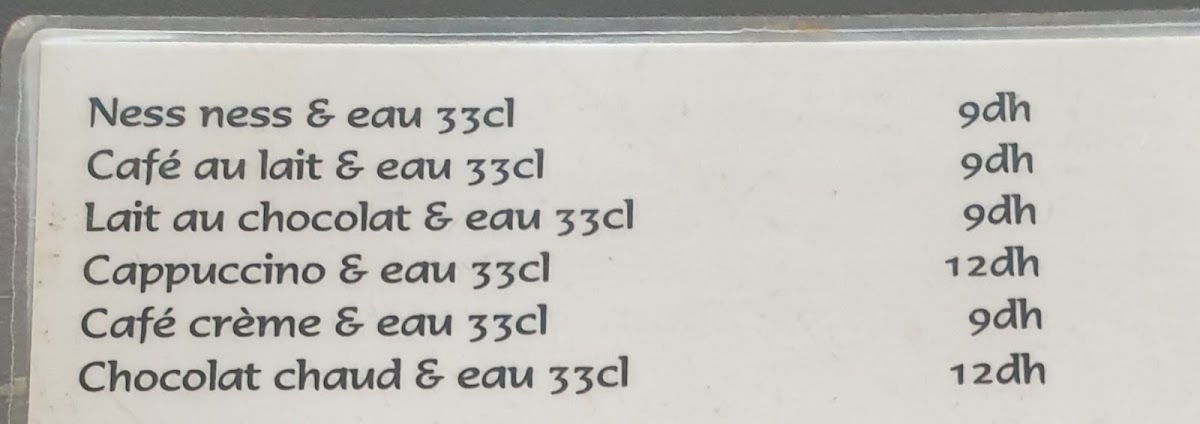 Ness ness & eau 33cl 9dh
Café au lait & eau 33cl 9dh
Lait au chocolat & eau 33cl 9dh
Cappuccino & eau 33cl 12dh
Café crème & eau 33cl 9dh
Chocolat chaud & eau 33cl 12dh